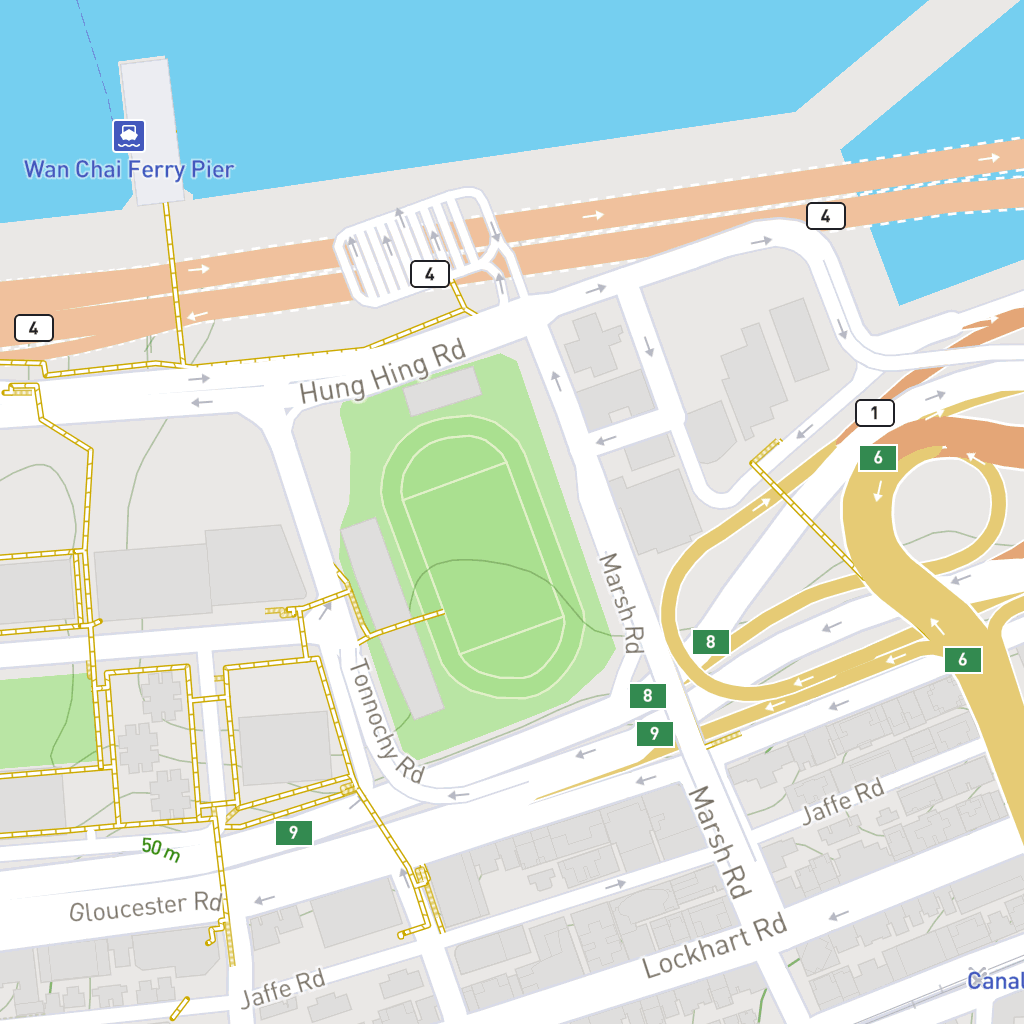 Wan Chai Ferry Pier
4
4
4
Hung Hing Rd
1
6
Marsh Rd
8
6
8
9
Tonnochy Rd
Jaffe Rd
Marsh Rd
9
50 m
Gloucester Rd
Lockhart Rd
Jaffe Rd
Canal